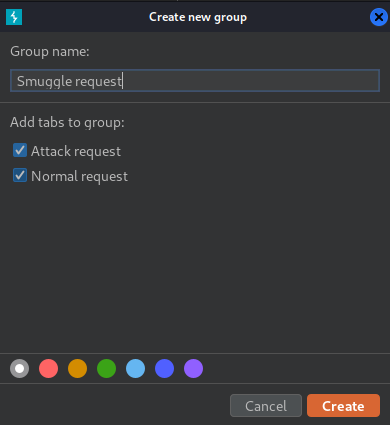 Create new group
Group name:
Smuggle request
Add tabs to group:
Attack request
Normal request
Cancel
Create